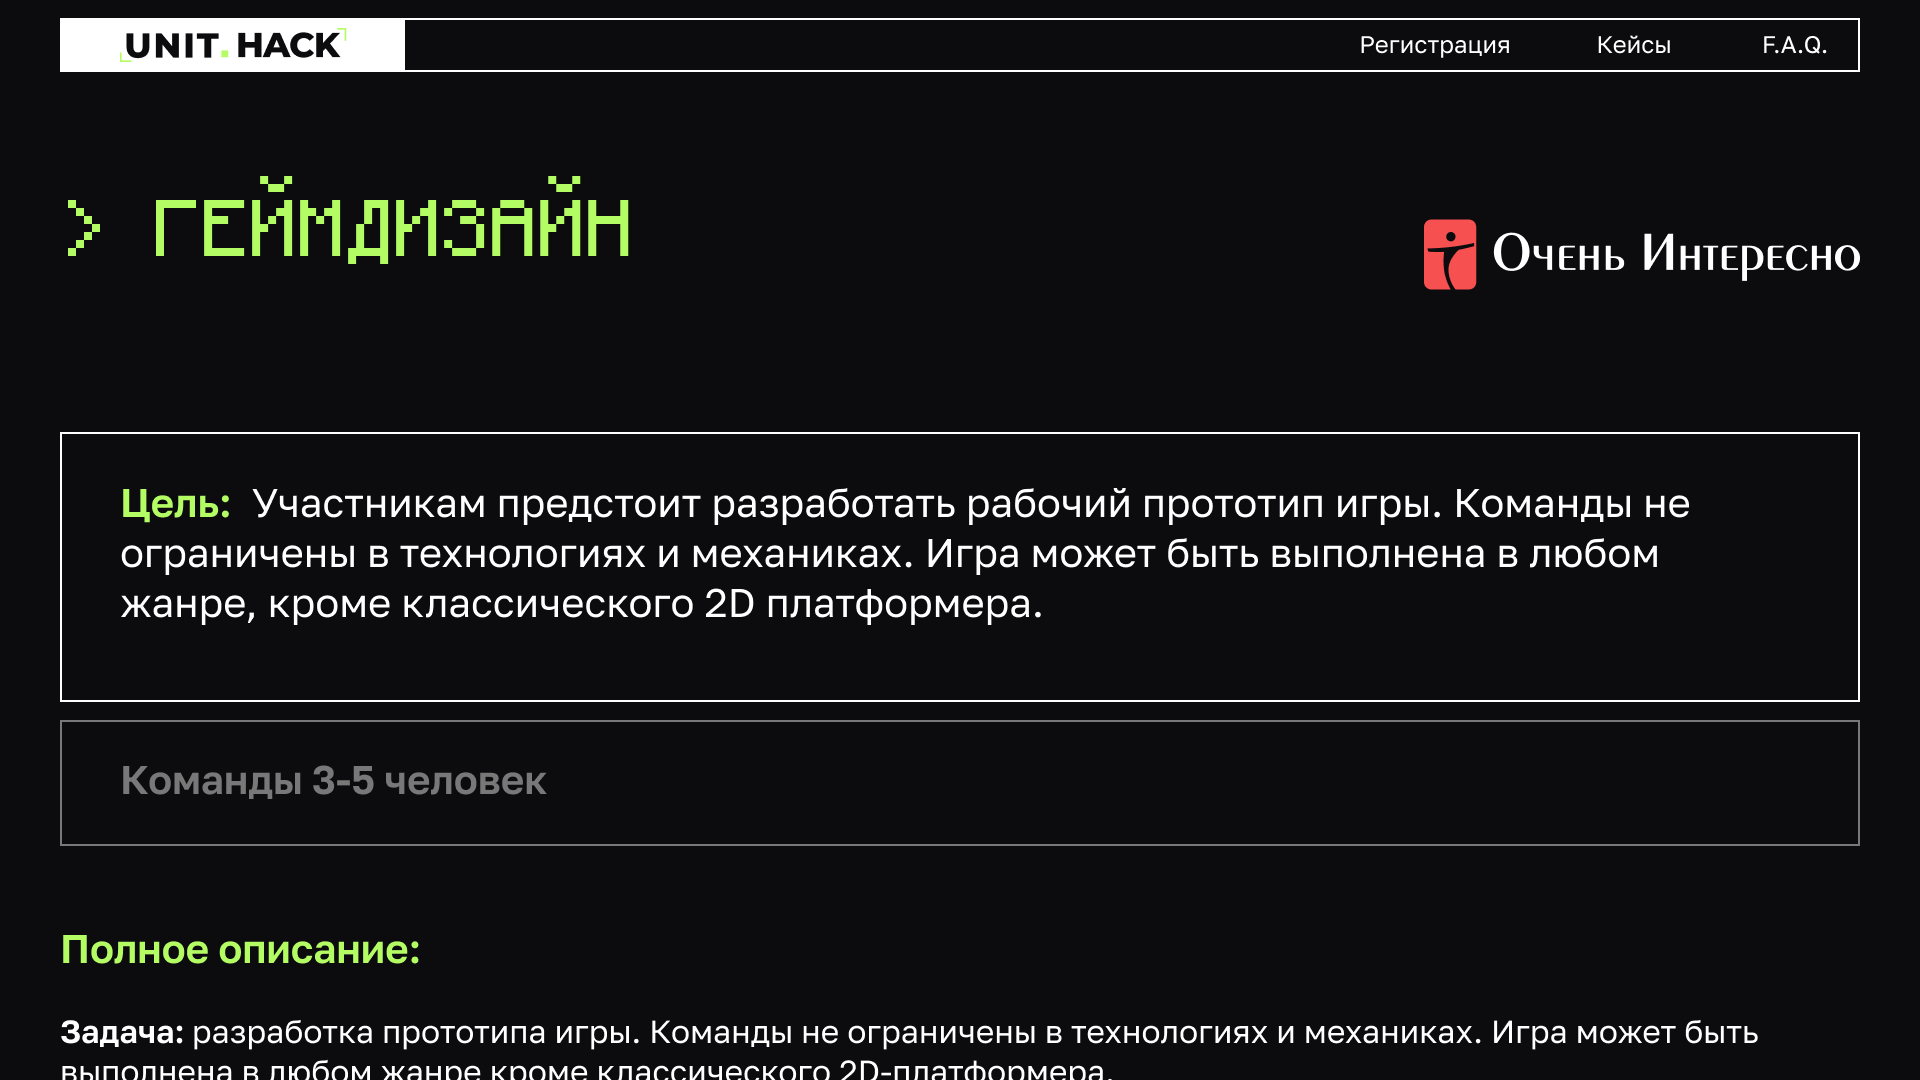 UNIT.HACK
Регистрация
Кейсы
F.A.Q.
> ГЕЙМДИЗАЙН
Очень Интересно
Цель: Участникам предстоит разработать рабочий прототип игры. Команды не
ограничены в технологиях и механиках. Игра может быть выполнена в любом
жанре, кроме классического 2D платформера.
Команды 3-5 человек
Полное описание:
Задача: разработка прототипа игры. Команды не ограничены в технологиях и механиках. Игра может быть
выполнена в любом жанре кроме классического 2D-платформера.